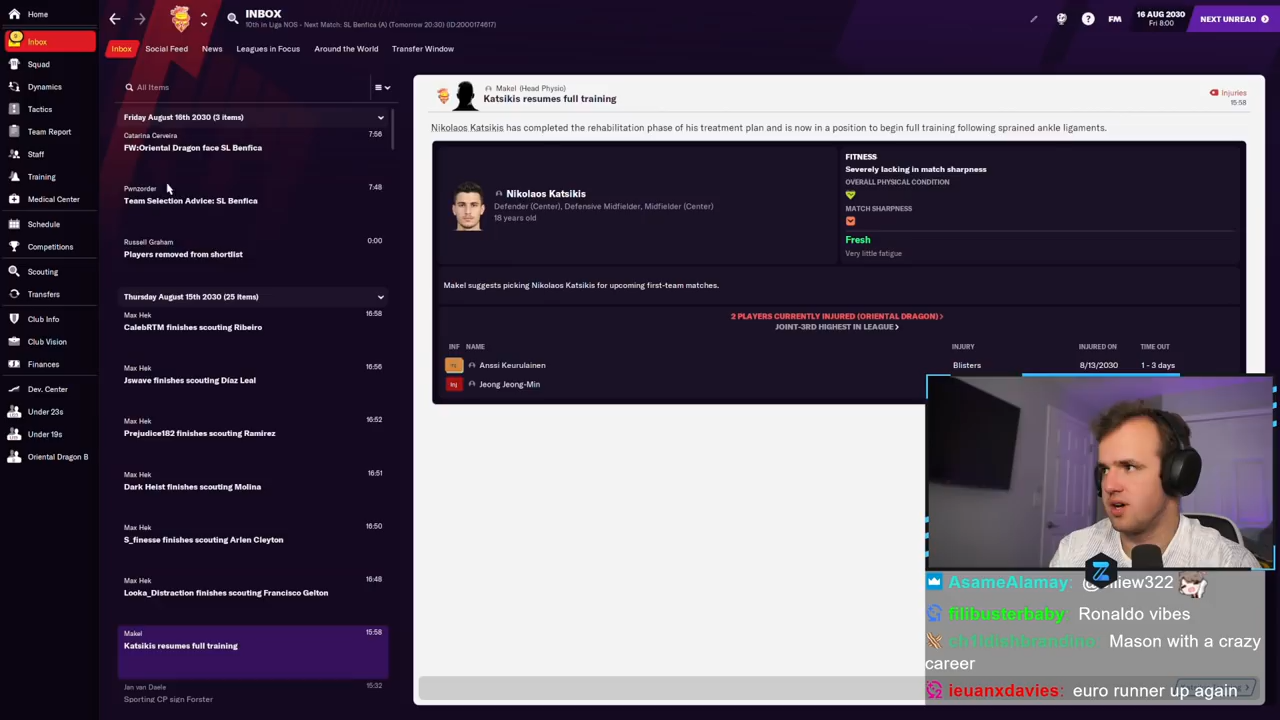 Home
INBOX
10th in Liga NOS - Next Match: SL Benfica (A) (Tomorrow 20:30) (ID:2000174617)
FM
16 AUG 2030
Fri 8:00
NEXT UNREAD
Inbox
Squad
Dynamics
Tactics
Team Report
Staff
Training
Medical Center
Schedule
Competitions
Scouting
Transfers
Club Info
Club Vision
Finances
Dev. Center
Under 23s
Under 19s
Oriental Dragon B
Inbox
Social Feed
News
Leagues in Focus
Around the World
Transfer Window
All Items
Friday August 16th 2030 (3 items)
Catarina Cerveira
7:56
FW:Oriental Dragon face SL Benfica
Pwnzorder
7:48
Team Selection Advice: SL Benfica
Russell Graham
0:00
Players removed from shortlist
Thursday August 15th 2030 (25 items)
Max Hek
16:58
CalebRTM finishes scouting Ribeiro
Max Hek
16:56
Jswave finishes scouting Díaz Leal
Max Hek
16:52
Prejudice182 finishes scouting Ramirez
Max Hek
16:51
Dark Heist finishes scouting Molina
Max Hek
16:50
S_finesse finishes scouting Arlen Cleyton
Max Hek
16:48
Looka_Distraction finishes scouting Francisco Gelton
Makel
15:58
Katsikis resumes full training
Jan van Daele
15:32
Sporting CP sign Forster
Makel (Head Physio)
Katsikis resumes full training
Injuries
15:58
Nikolaos Katsikis has completed the rehabilitation phase of his treatment plan and is now in a position to begin full training following sprained ankle ligaments.
Nikolaos Katsikis
Defender (Center), Defensive Midfielder, Midfielder (Center)
18 years old
FITNESS
Severely lacking in match sharpness
OVERALL PHYSICAL CONDITION
MATCH SHARPNESS
Fresh
Very little fatigue
Makel suggests picking Nikolaos Katsikis for upcoming first-team matches.
2 PLAYERS CURRENTLY INJURED (ORIENTAL DRAGON)
JOINT-3RD HIGHEST IN LEAGUE
INF NAME INJURY INJURED ON TIME OUT
Anssi Keurulainen Blisters 8/13/2030 1 - 3 days
Inj Jeong Jeong-Min
AsameAlamay:
filibusterbaby: Ronaldo vibes
Mason with a crazy
career
ieuanxdavies: euro runner up again